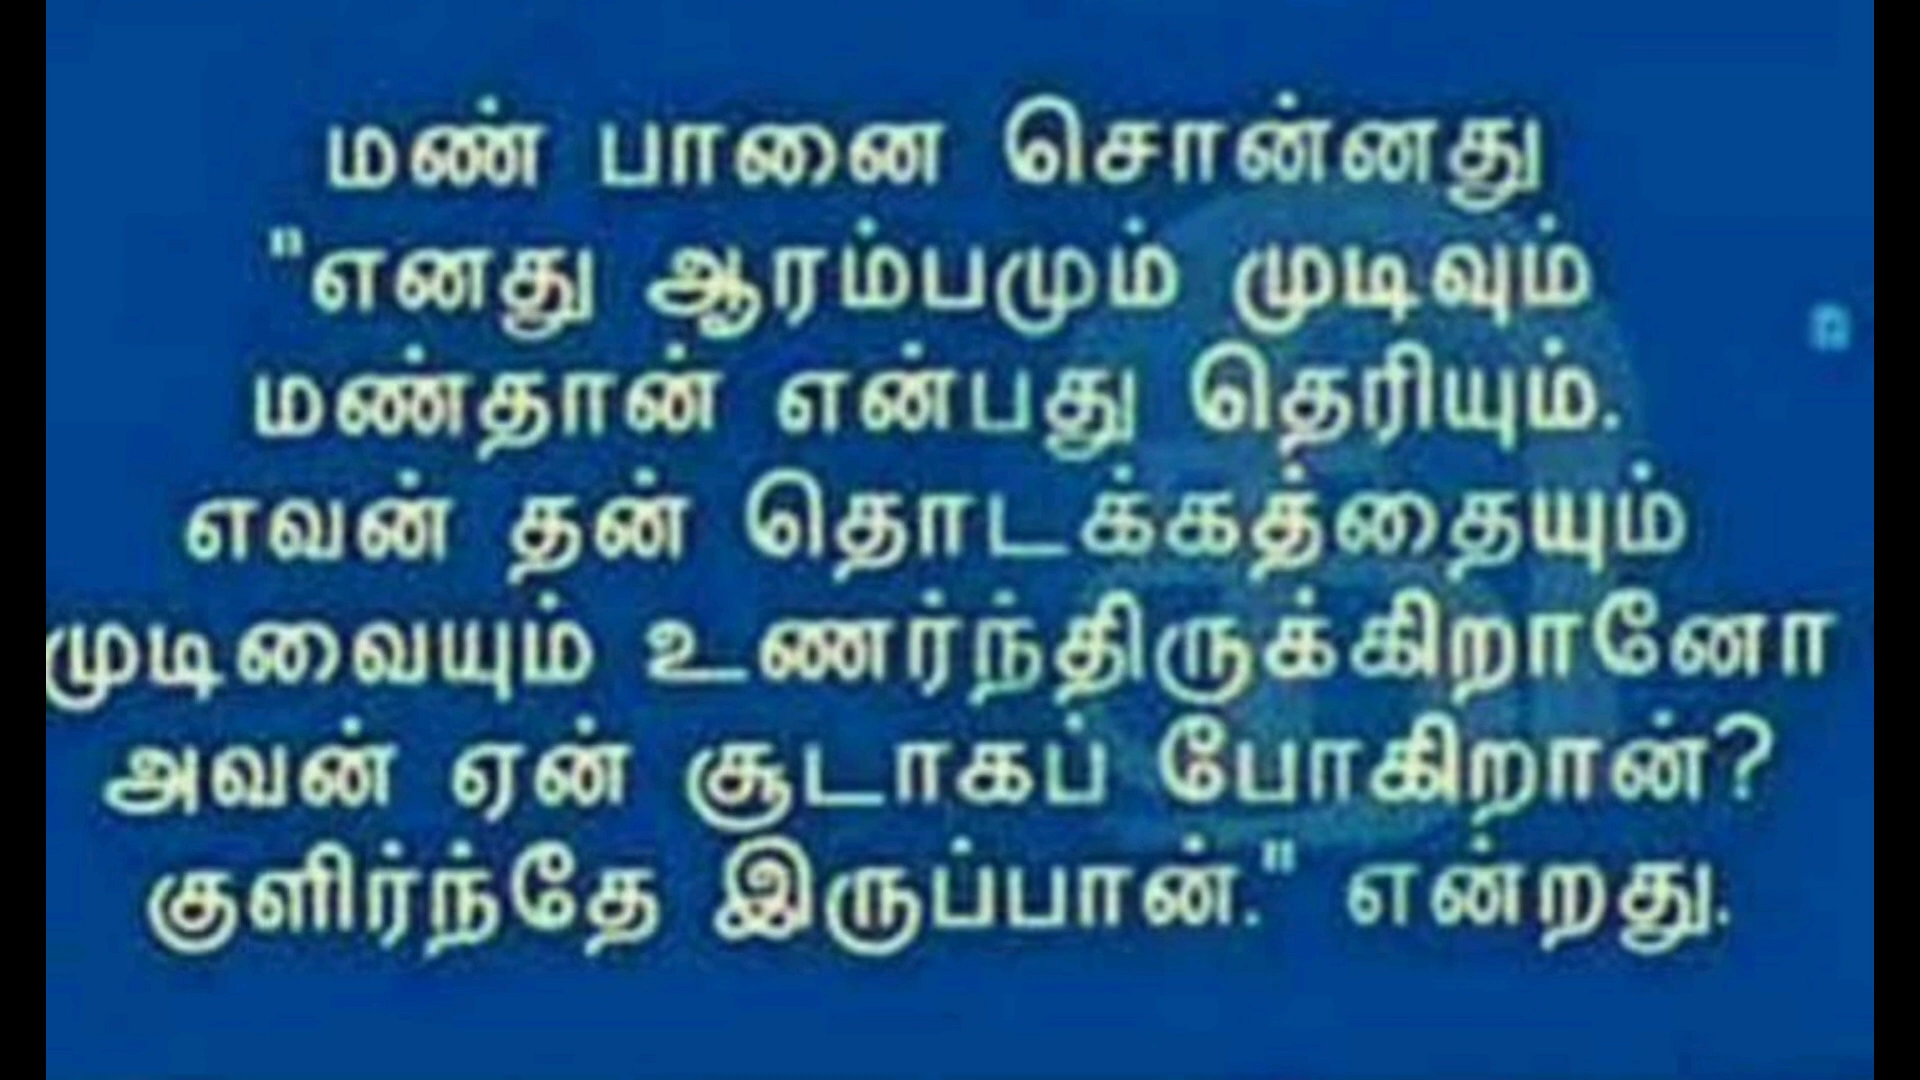 மண் பானை சொன்னது
"எனது ஆரம்பமும் முடிவும்
மண்தான் என்பது தெரியும்.
எவன் தன் தொடக்கத்தையும்
முடிவையும் உணர்ந்திருக்கிறானோ
அவன் ஏன் சூடாகப் போகிறான்?
குளிர்ந்தே இருப்பான்." என்றது.